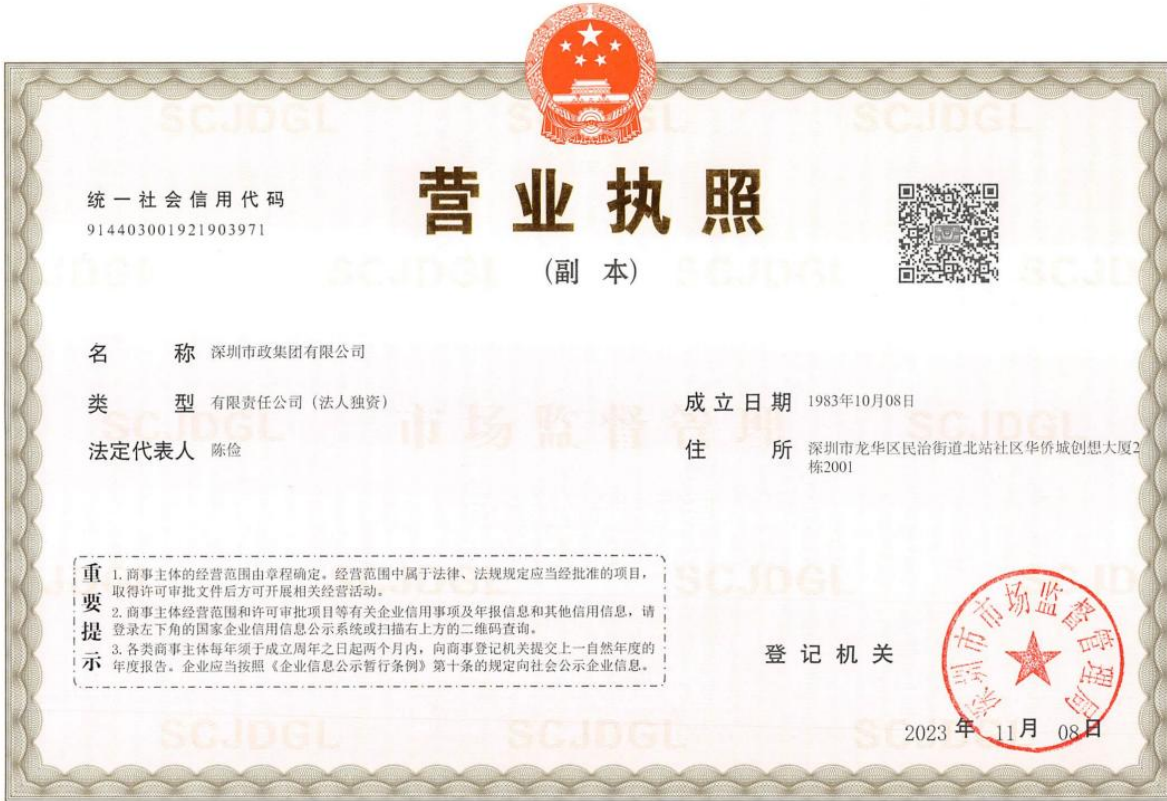 营业执照
(副 本)
统一社会信用代码
914403001921903971
名 称 深圳市政集团有限公司
类 型 有限责任公司（法人独资）
法定代表人 陈俭
成立日期 1983年10月08日
住 所 深圳市龙华区民治街道北站社区华侨城创想大厦2
栋2001
重要提示
1. 商事主体的经营范围由章程确定。经营范围中属于法律、法规规定应当经批准的项目，
取得许可审批文件后方可开展相关经营活动。
2. 商事主体经营范围和许可审批项目等有关企业信用事项及年报信息和其他信用信息，请
登录左下角的国家企业信用信息公示系统或扫描右上方的二维码查询。
3. 各类商事主体每年须于成立周年之日起两个月内，向商事登记机关提交上一自然年度的
年度报告。企业应当按照《企业信息公示暂行条例》第十条的规定向社会公示企业信息。
登记机关
深圳市市场监督管理局
2023 年 11 月 08 日
SCJDGL
市场监督管理